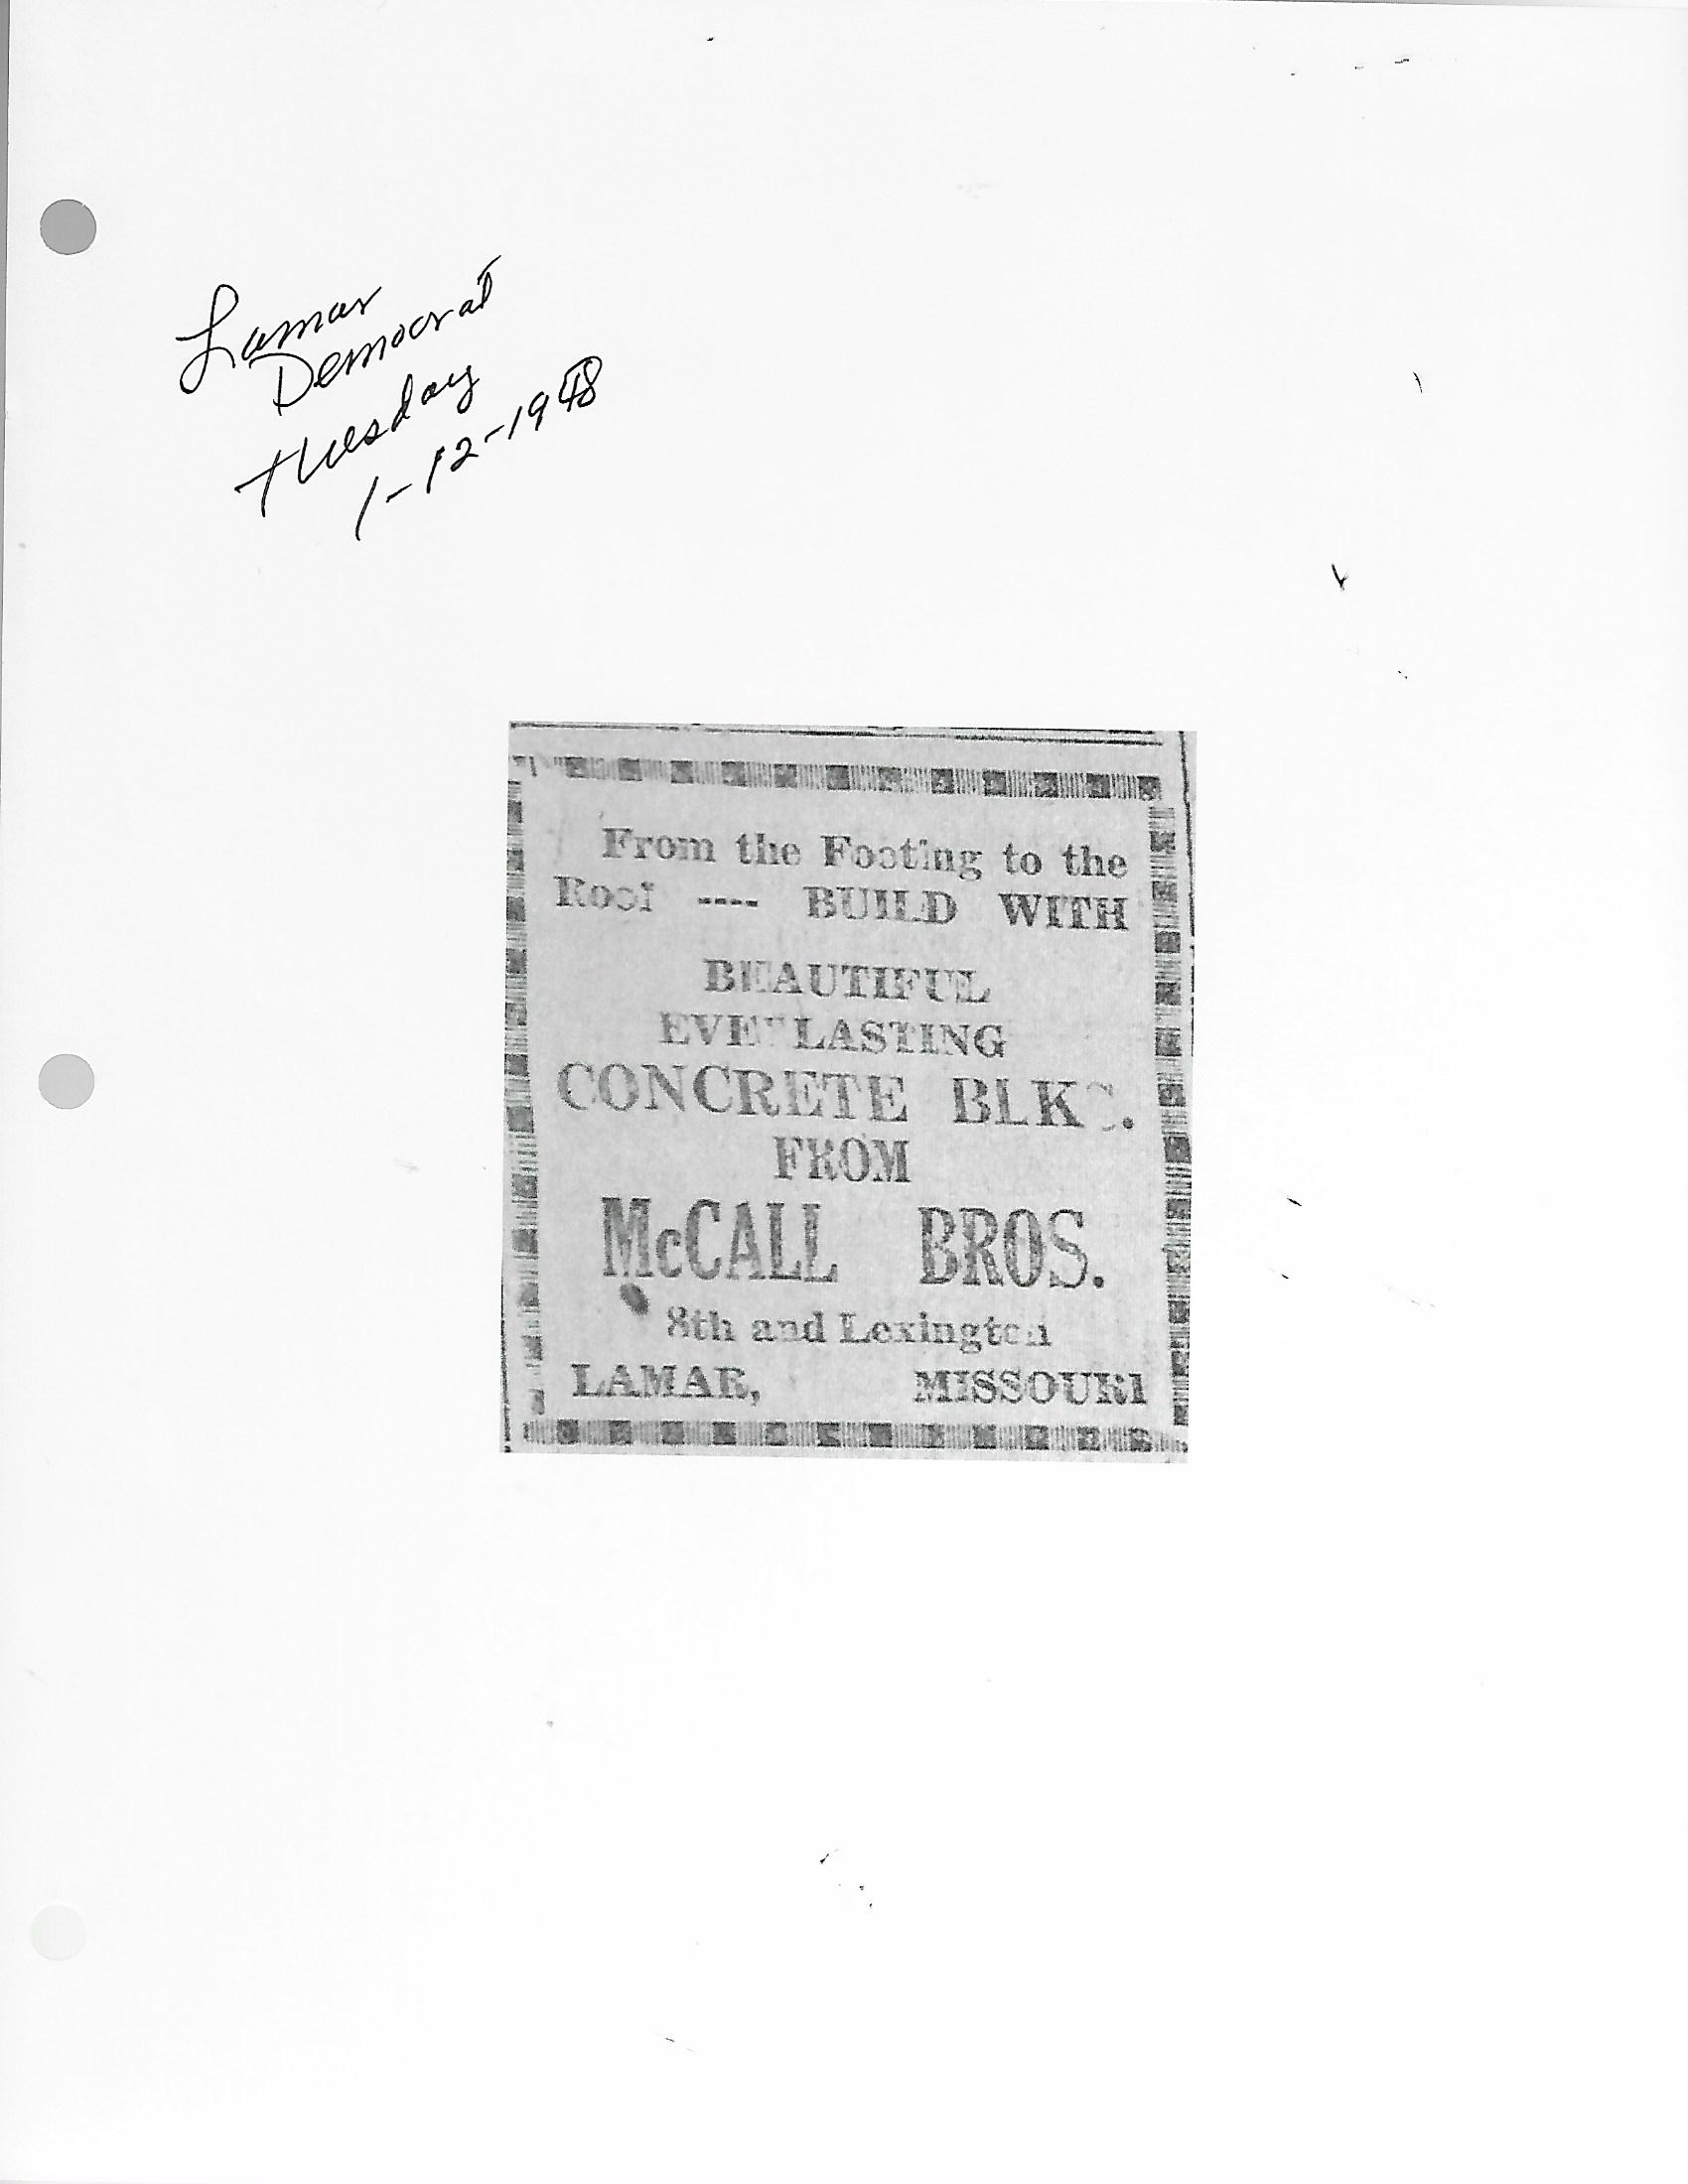 Lamar
Democrat
Tuesday
1-12-1948
From the Footing to the
Roof ---- BUILD WITH
BEAUTIFUL
EVERLASTING
CONCRETE BLKS.
FROM
McCALL BROS.
8th and Lexington
LAMAR, MISSOURI